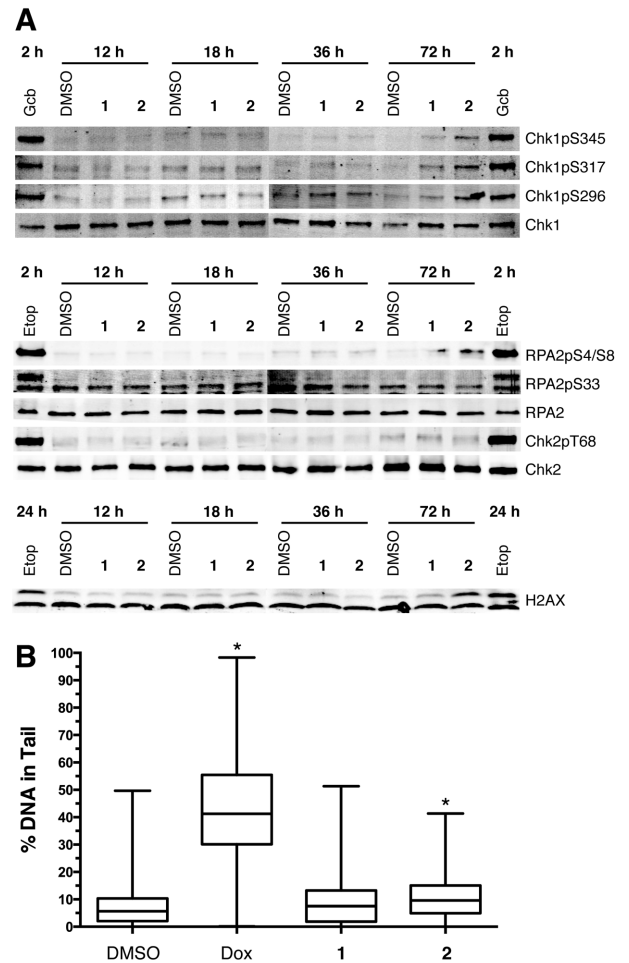 A
2 h 12 h 18 h 36 h 72 h 2 h
Gcb DMSO 1 2 DMSO 1 2 DMSO 1 2 DMSO 1 2 Gcb
Chk1pS345
Chk1pS317
Chk1pS296
Chk1
2 h 12 h 18 h 36 h 72 h 2 h
Etop DMSO 1 2 DMSO 1 2 DMSO 1 2 DMSO 1 2 Etop
RPA2pS4/S8
RPA2pS33
RPA2
Chk2pT68
Chk2
24 h 12 h 18 h 36 h 72 h 24 h
Etop DMSO 1 2 DMSO 1 2 DMSO 1 2 DMSO 1 2 Etop
H2AX
B
% DNA in Tail
100
90
80
70
60
50
40
30
20
10
0
*
*
DMSO Dox 1 2